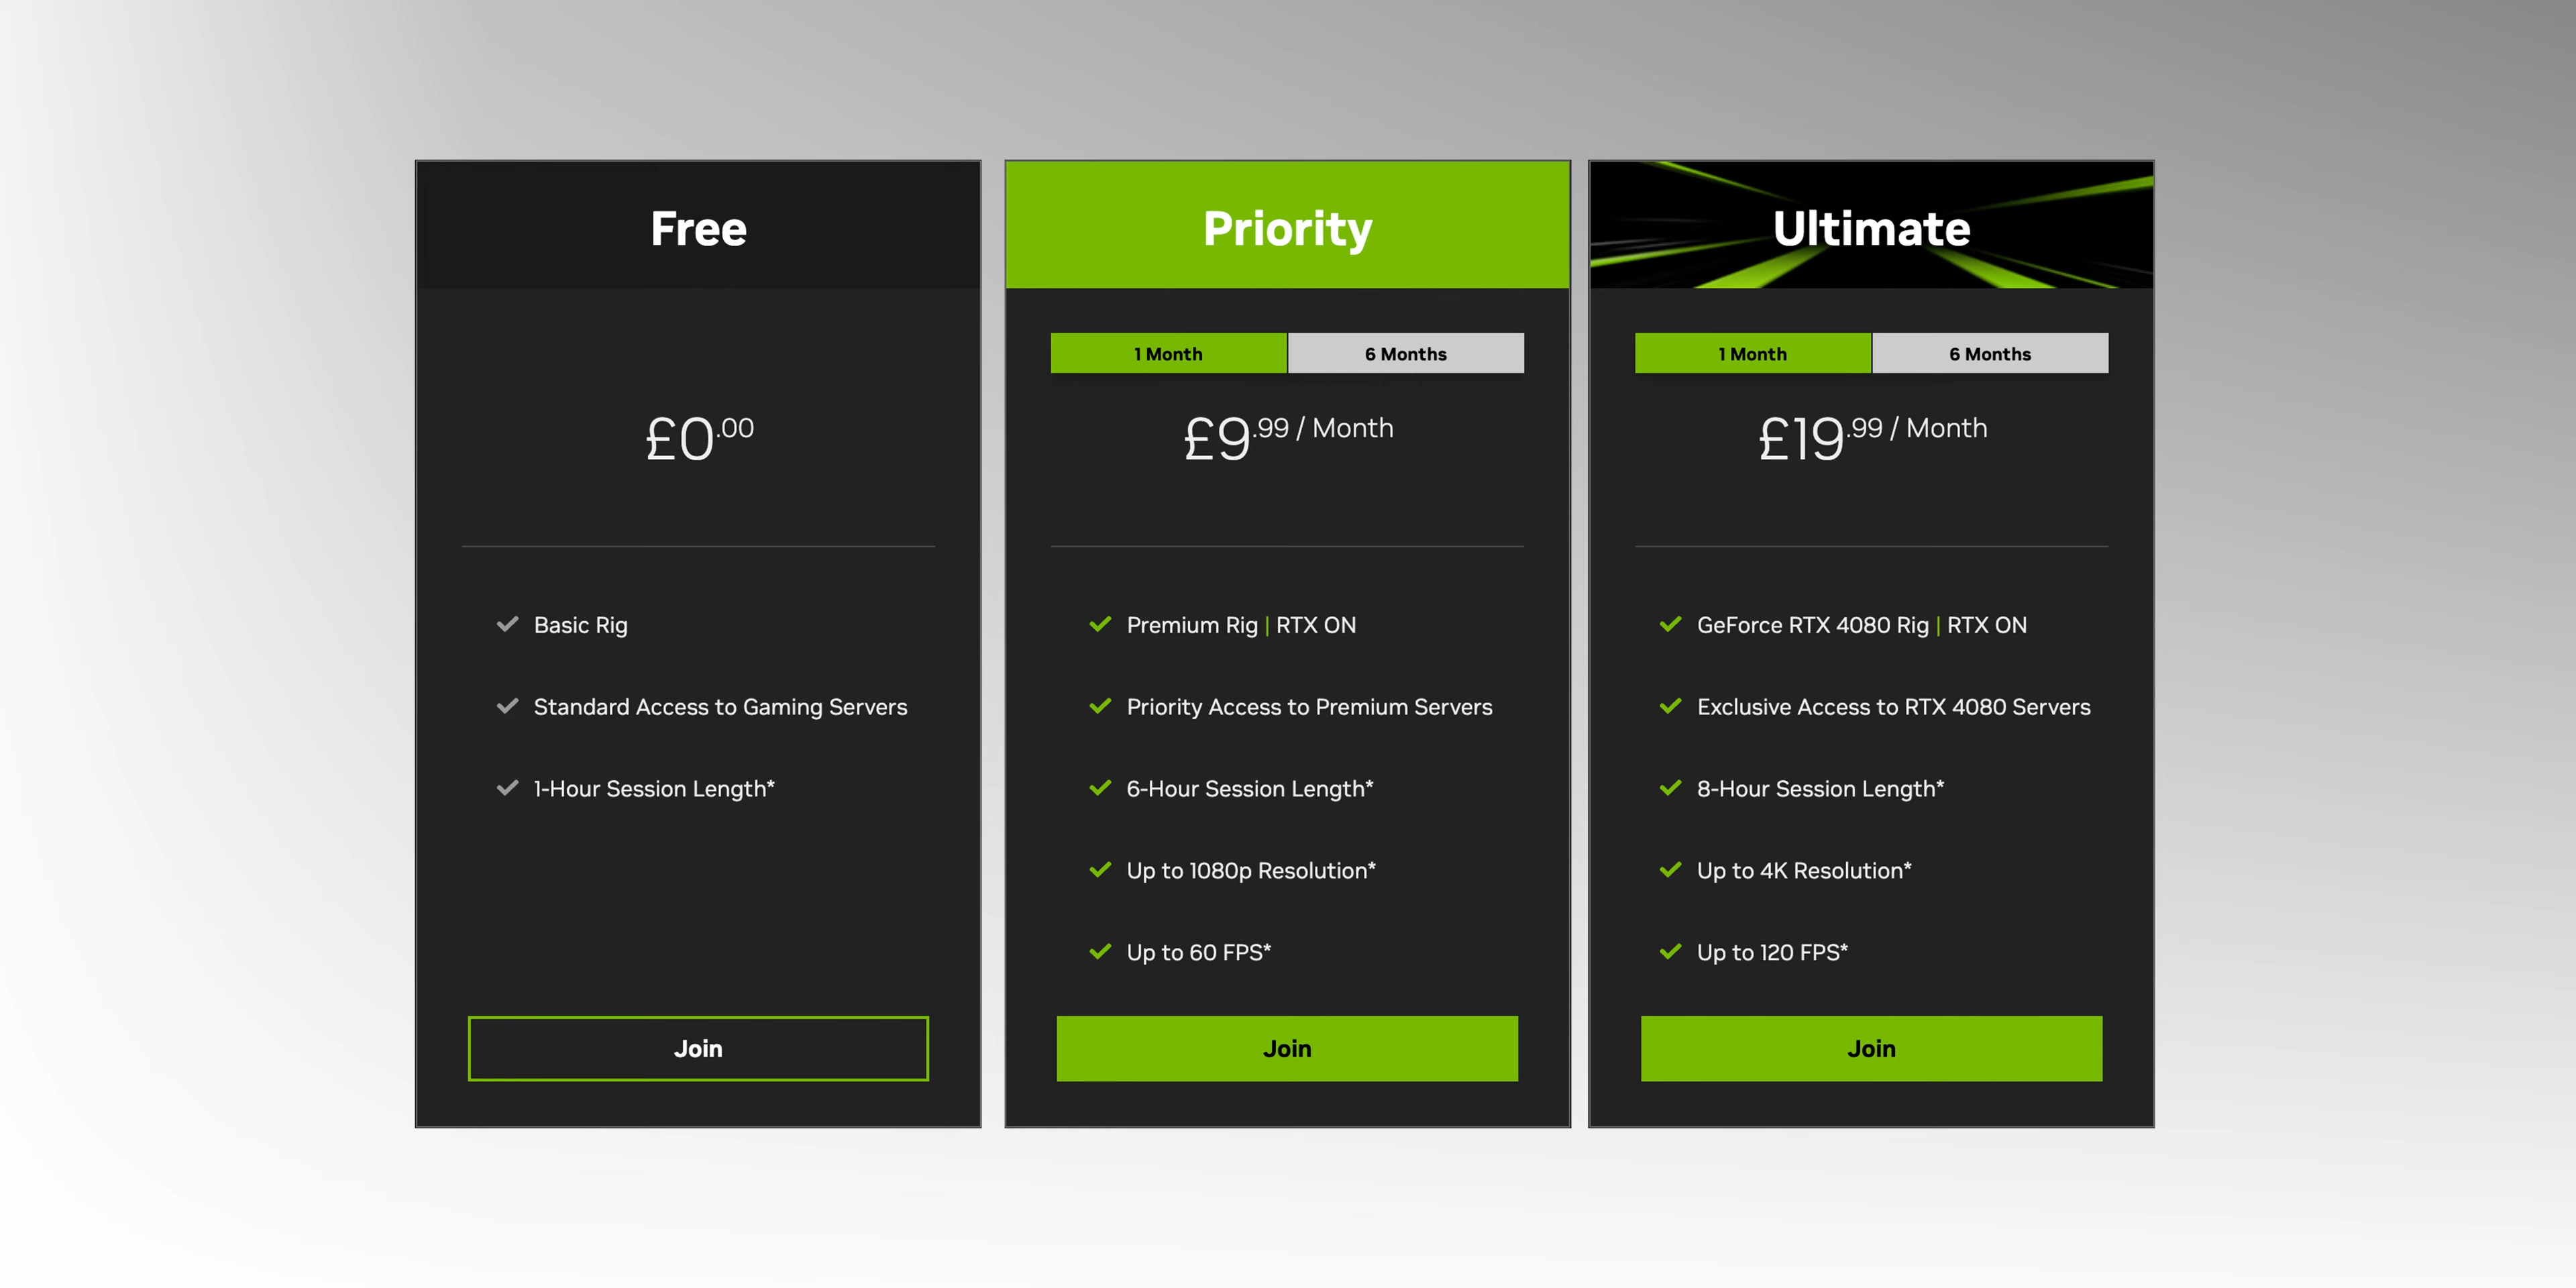 Free
£0.00
Basic Rig
Standard Access to Gaming Servers
1-Hour Session Length*
Join
Priority
1 Month
6 Months
£9.99 / Month
Premium Rig | RTX ON
Priority Access to Premium Servers
6-Hour Session Length*
Up to 1080p Resolution*
Up to 60 FPS*
Join
Ultimate
1 Month
6 Months
£19.99 / Month
GeForce RTX 4080 Rig | RTX ON
Exclusive Access to RTX 4080 Servers
8-Hour Session Length*
Up to 4K Resolution*
Up to 120 FPS*
Join